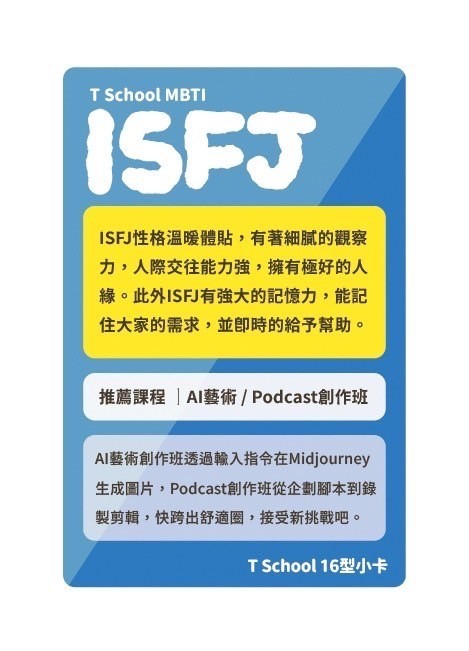 T School MBTI
ISFJ
ISFJ性格溫暖體貼，有著細膩的觀察
力，人際交往能力強，擁有極好的人
緣。此外ISFJ有強大的記憶力，能記
住大家的需求，並即時的給予幫助。
推薦課程｜AI藝術 / Podcast創作班
AI藝術創作班透過輸入指令在Midjourney
生成圖片，Podcast創作班從企劃腳本到錄
製剪輯，快跨出舒適圈，接受新挑戰吧。
T School 16型小卡